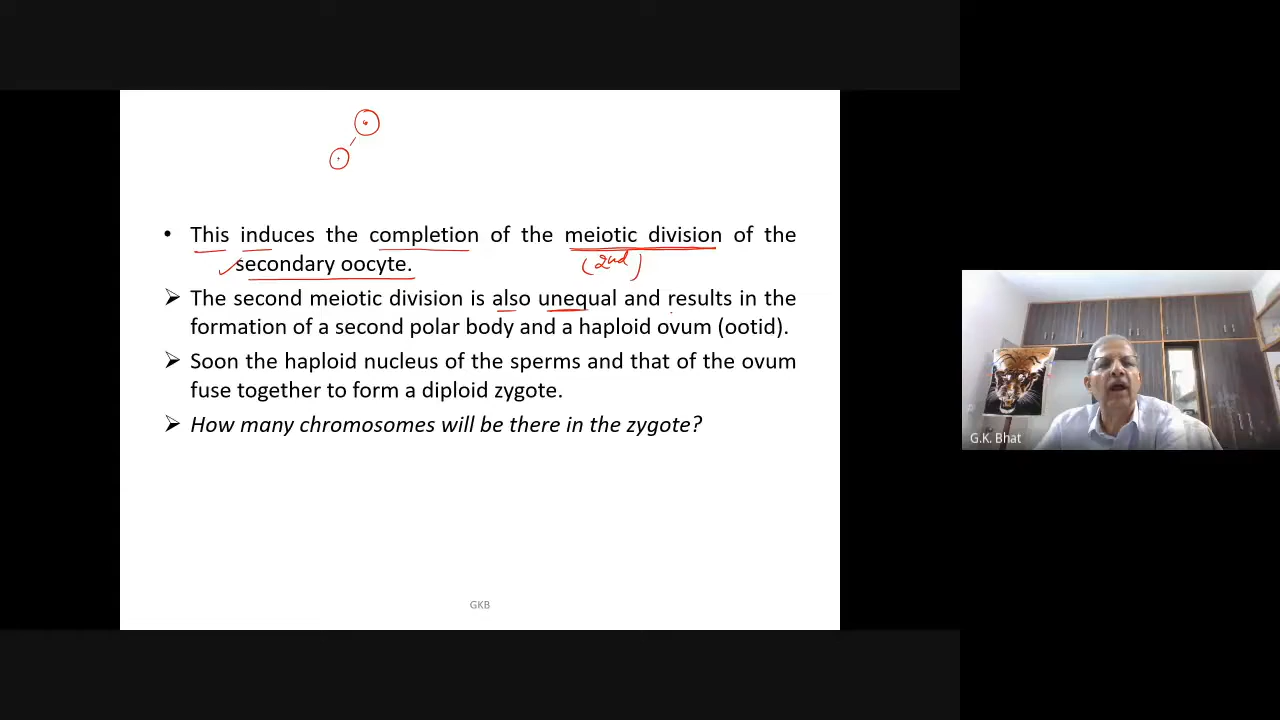 • This induces the completion of the meiotic division of the
secondary oocyte.
(2nd)
➢ The second meiotic division is also unequal and results in the
formation of a second polar body and a haploid ovum (ootid).
➢ Soon the haploid nucleus of the sperms and that of the ovum
fuse together to form a diploid zygote.
➢ How many chromosomes will be there in the zygote?
GKB
G.K. Bhat